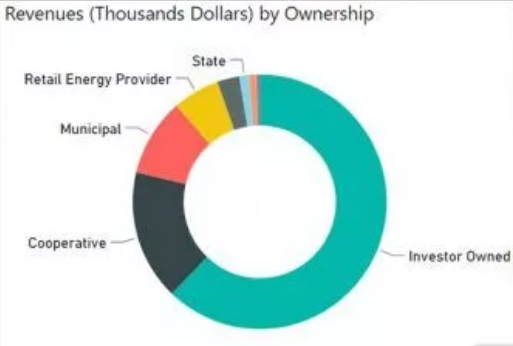 Revenues (Thousands Dollars) by Ownership
State
Retail Energy Provider
Municipal
Cooperative
Investor Owned